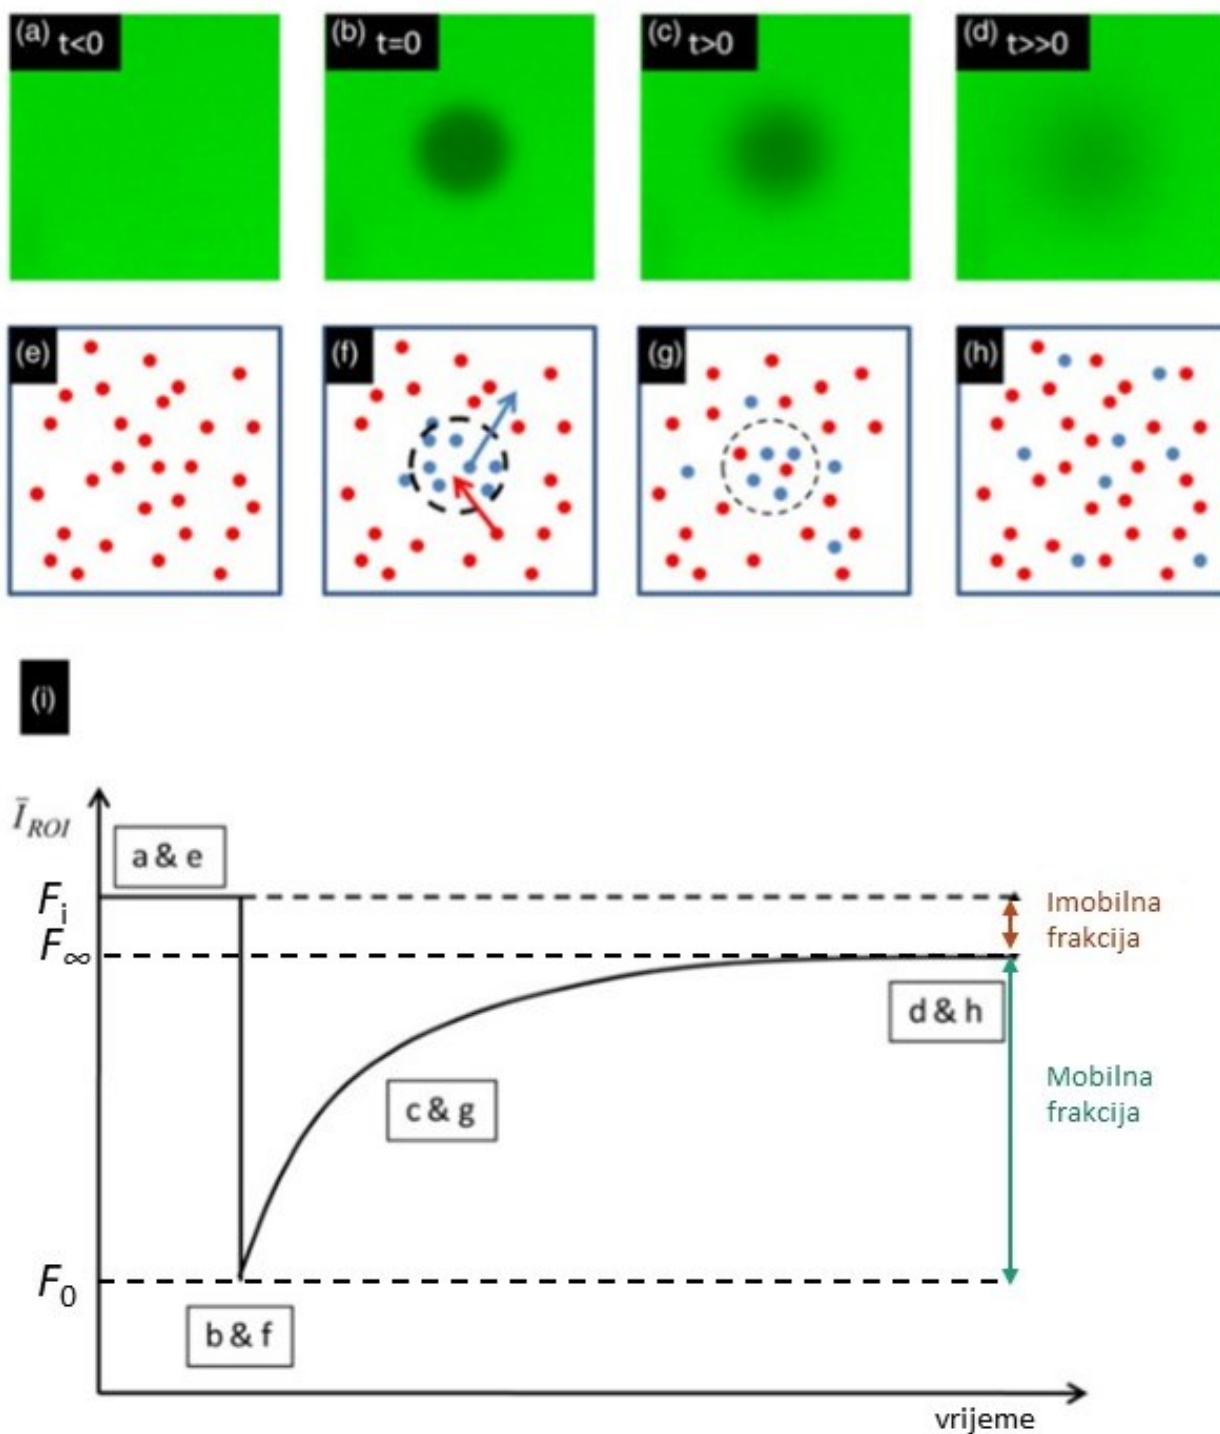 (a) t<0
(b) t=0
(c) t>0
(d) t>>0
(e)
(f)
(g)
(h)
(i)
Ī_ROI
a & e
F_i
F_∞
Imobilna
frakcija
d & h
Mobilna
frakcija
c & g
F_0
b & f
vrijeme